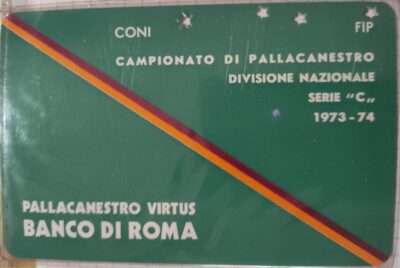 CONI FIP
CAMPIONATO DI PALLACANESTRO
DIVISIONE NAZIONALE
SERIE "C„
1973-74
PALLACANESTRO VIRTUS
BANCO DI ROMA